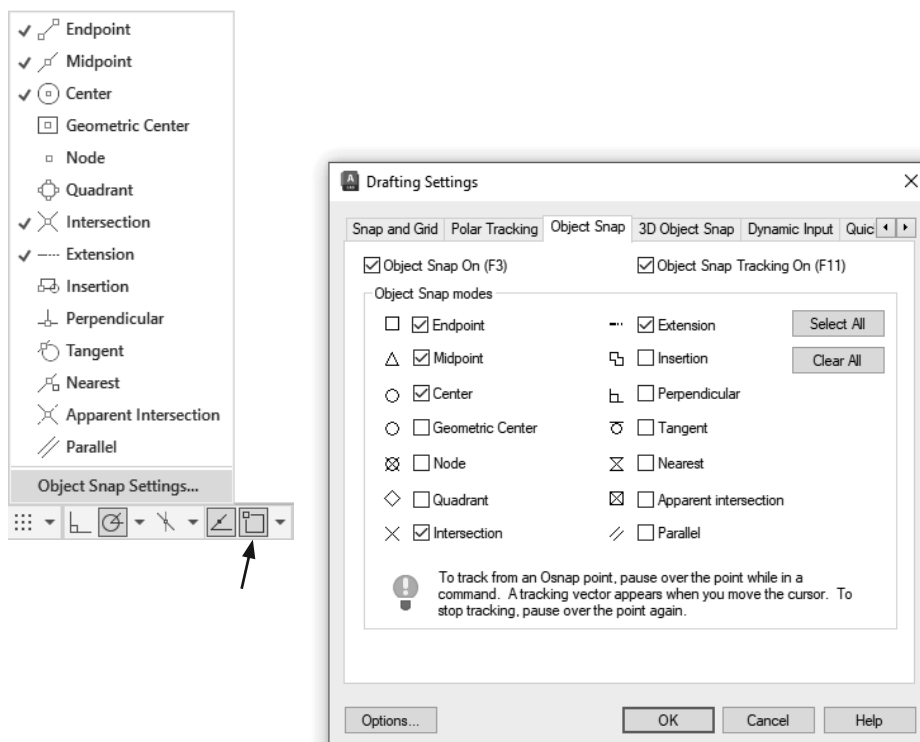 Endpoint
Midpoint
Center
Geometric Center
Node
Quadrant
Intersection
Extension
Insertion
Perpendicular
Tangent
Nearest
Apparent Intersection
Parallel
Object Snap Settings...
Drafting Settings
Snap and Grid Polar Tracking Object Snap 3D Object Snap Dynamic Input Quic
Object Snap On (F3) Object Snap Tracking On (F11)
Object Snap modes
Endpoint Extension Select All
Midpoint Insertion Clear All
Center Perpendicular
Geometric Center Tangent
Node Nearest
Quadrant Apparent intersection
Intersection Parallel
To track from an Osnap point, pause over the point while in a
command. A tracking vector appears when you move the cursor. To
stop tracking, pause over the point again.
Options... OK Cancel Help